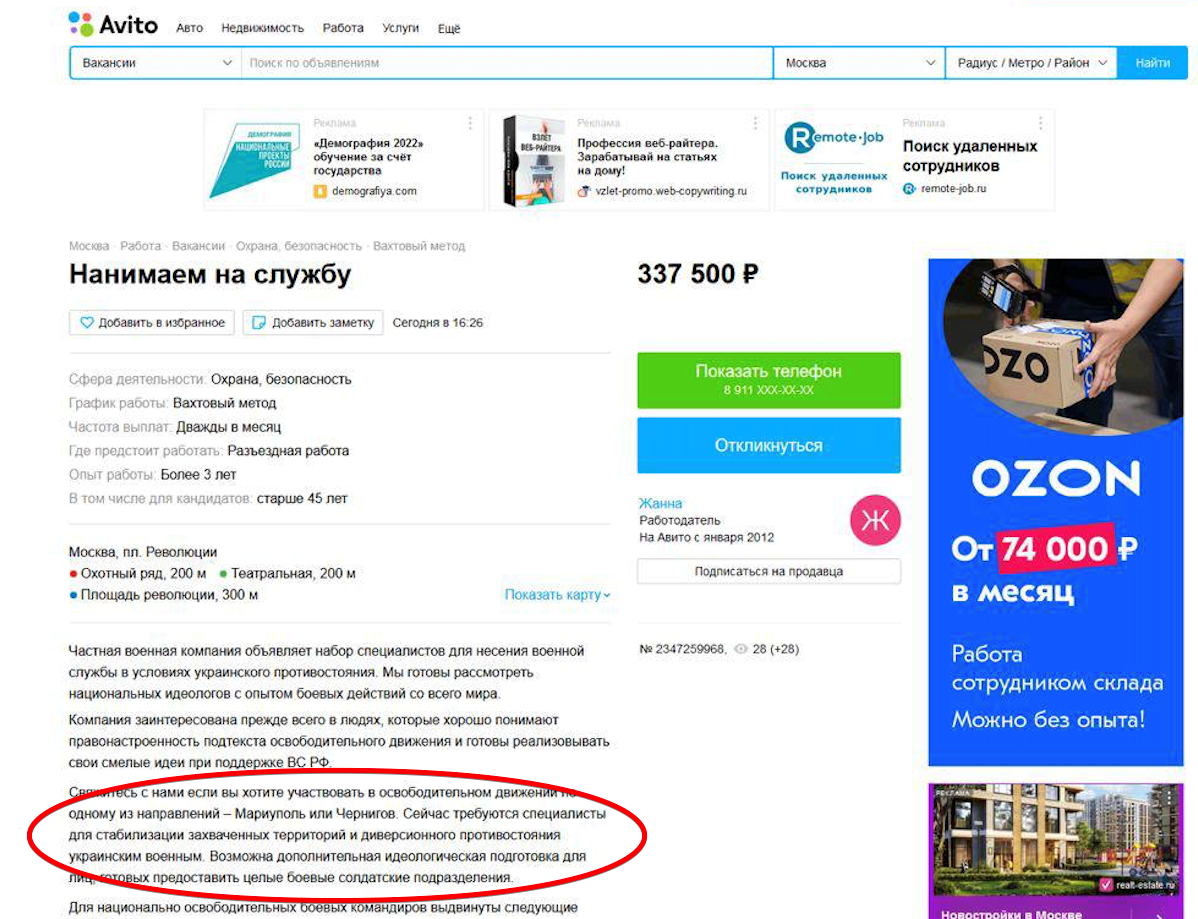 Avito Авто Недвижимость Работа Услуги Ещё
Вакансии Поиск по объявлениям Москва Радиус / Метро / Район Найти
Реклама
ДЕМОГРАФИЯ
НАЦИОНАЛЬНЫЕ
ПРОЕКТЫ
РОССИИ
«Демография 2022»
обучение за счёт
государства
demografiya.com
Реклама
ВЗЛЕТ
ВЕБ-РАЙТЕРА
Профессия веб-райтера.
Зарабатывай на статьях
на дому!
vzlet-promo.web-copywriting.ru
Remote-Job
Поиск удаленных
сотрудников
Реклама
Поиск удаленных
сотрудников
remote-job.ru
Москва · Работа · Вакансии · Охрана, безопасность · Вахтовый метод
Нанимаем на службу
337 500 ₽
Добавить в избранное Добавить заметку Сегодня в 16:26
Сфера деятельности: Охрана, безопасность
График работы: Вахтовый метод
Частота выплат: Дважды в месяц
Где предстоит работать: Разъездная работа
Опыт работы: Более 3 лет
В том числе для кандидатов: старше 45 лет
Москва, пл. Революции
Охотный ряд, 200 м Театральная, 200 м
Площадь революции, 300 м
Показать карту
Частная военная компания объявляет набор специалистов для несения военной
службы в условиях украинского противостояния. Мы готовы рассмотреть
национальных идеологов с опытом боевых действий со всего мира.
Компания заинтересована прежде всего в людях, которые хорошо понимают
правонастроенность подтекста освободительного движения и готовы реализовывать
свои смелые идеи при поддержке ВС РФ.
Свяжитесь с нами если вы хотите участвовать в освободительном движении по
одному из направлений – Мариуполь или Чернигов. Сейчас требуются специалисты
для стабилизации захваченных территорий и диверсионного противостояния
украинским военным. Возможна дополнительная идеологическая подготовка для
лиц, готовых предоставить целые боевые солдатские подразделения.
Для национально освободительных боевых командиров выдвинуты следующие
Показать телефон
8 911 XXX-XX-XX
Откликнуться
Жанна
Работодатель
На Авито с января 2012
Ж
Подписаться на продавца
№ 2347259968, 28 (+28)
OZO
OZON
От 74 000 ₽
в месяц
Работа
сотрудником склада
Можно без опыта!
РЕКЛАМА
realt-estate.ru
Новостройки в Москве